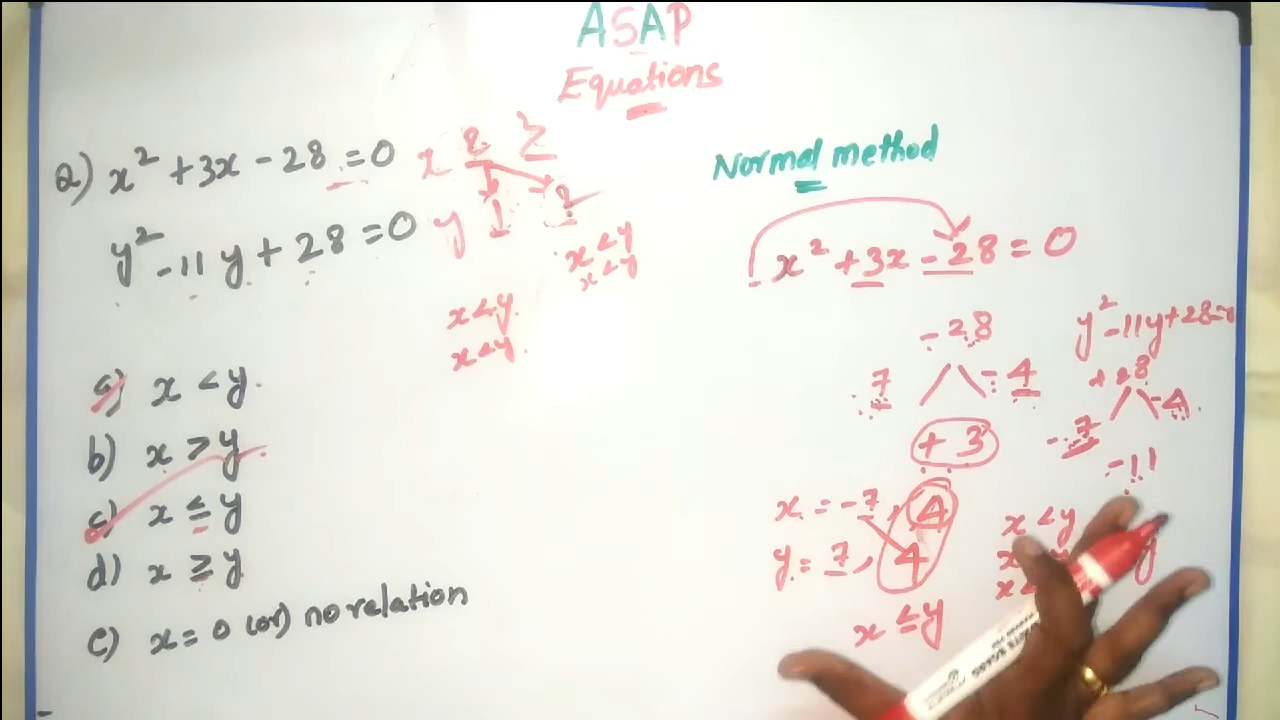 ASAP
Equations
Q) x² + 3x - 28 = 0 x
y² - 11y + 28 = 0 y
x < y
x < y
x < y.
x < y.
a) x < y.
b) x > y
c) x ≤ y
d) x ≥ y
e) x = 0 (or) no relation
Normal method
x² + 3x - 28 = 0
-28
7 -4
+3
y² - 11y + 28 = 0
+28
-7 -4
-11
x = -7, 4
y = 7, 4
x ≤ y
x < y